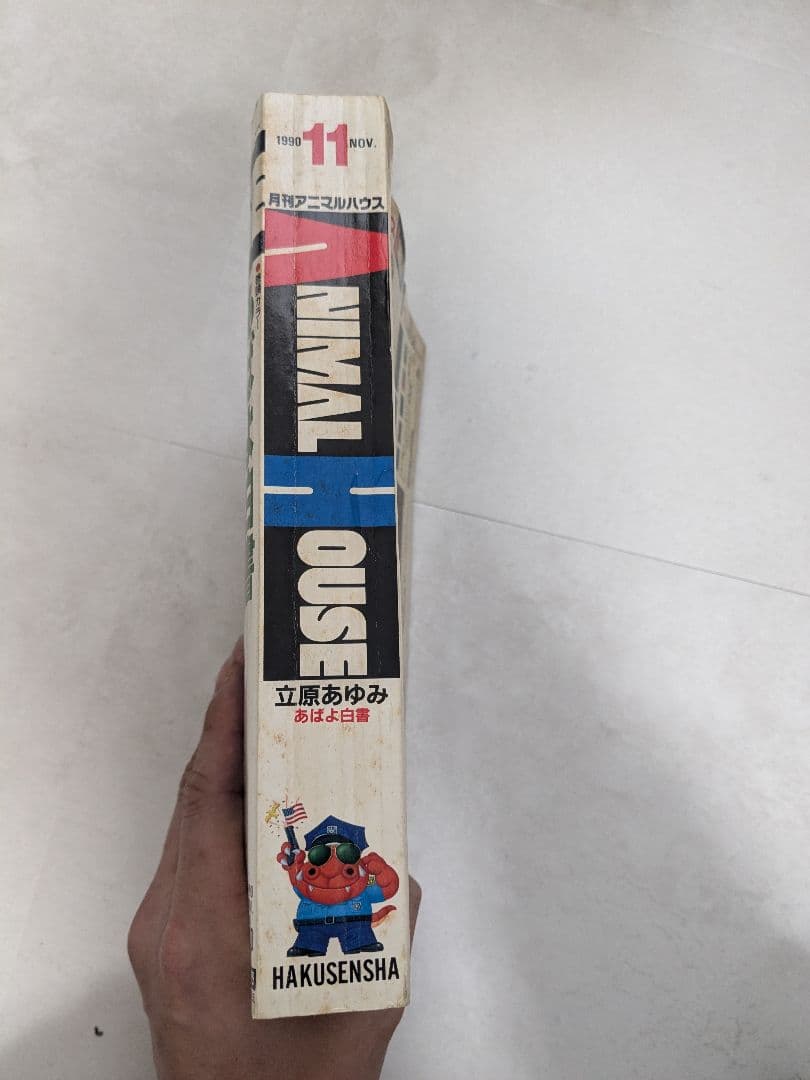 1990 11 NOV.
月刊アニマルハウス
ANIMAL HOUSE
立原あゆみ
あばよ白書
HAKUSENSHA